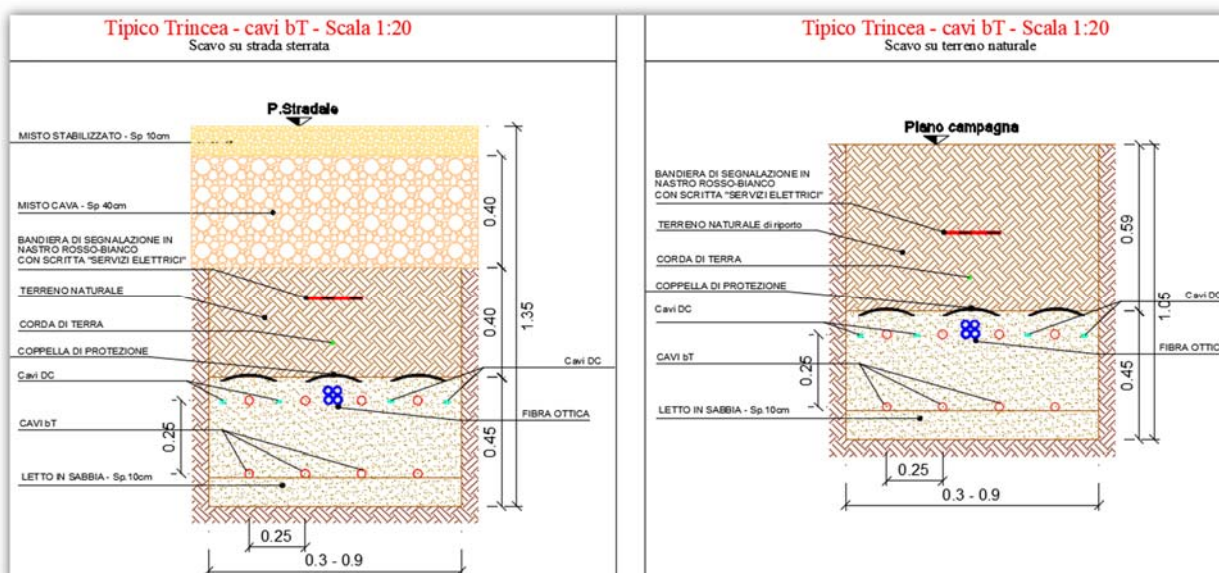 Tipico Trincea - cavi bT - Scala 1:20
Scavo su strada sterrata
P.Stradale
MISTO STABILIZZATO - Sp 10cm
MISTO CAVA - Sp 40cm
BANDIERA DI SEGNALAZIONE IN
NASTRO ROSSO-BIANCO
CON SCRITTA "SERVIZI ELETTRICI"
TERRENO NATURALE
CORDA DI TERRA
COPPELLA DI PROTEZIONE
Cavi DC
CAVI bT
LETTO IN SABBIA - Sp.10cm
Cavi DC
FIBRA OTTICA
0.40
0.40
1.35
0.45
0.25
0.25
0.3 - 0.9
Tipico Trincea - cavi bT - Scala 1:20
Scavo su terreno naturale
Piano campagna
BANDIERA DI SEGNALAZIONE IN
NASTRO ROSSO-BIANCO
CON SCRITTA "SERVIZI ELETTRICI"
TERRENO NATURALE di riporto
CORDA DI TERRA
COPPELLA DI PROTEZIONE
Cavi DC
CAVI bT
LETTO IN SABBIA - Sp.10cm
Cavi DC
FIBRA OTTICA
0.59
1.05
0.45
0.25
0.25
0.3 - 0.9